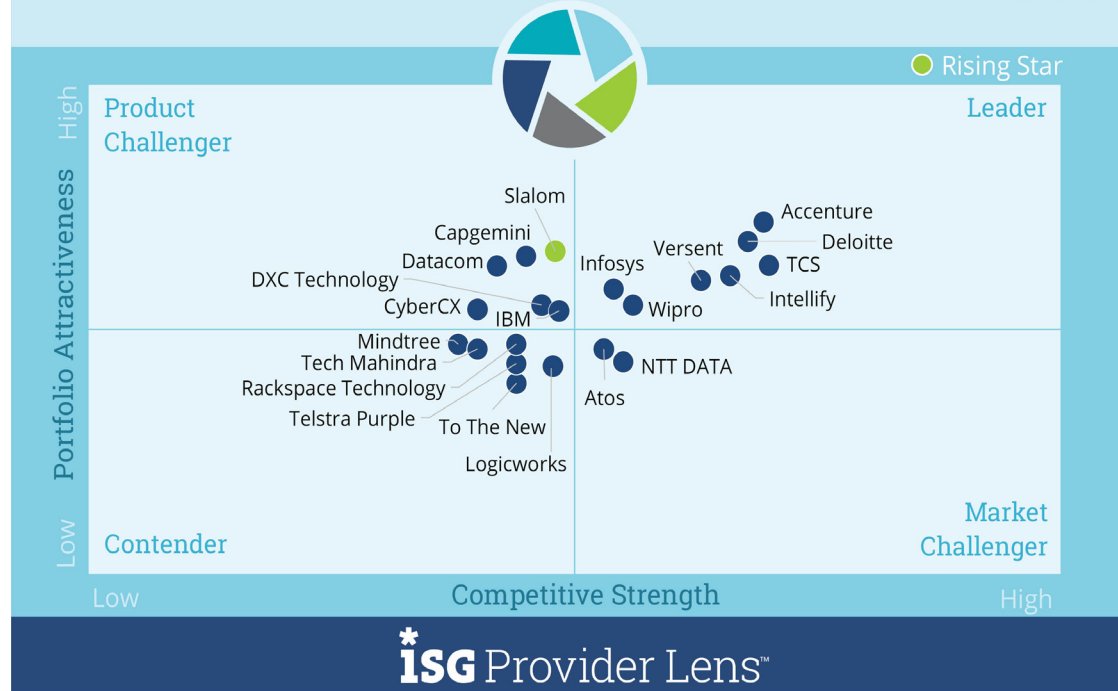 Rising Star
High
Product
Challenger
Leader
Slalom
Accenture
Capgemini
Deloitte
Versent
Datacom
Infosys
TCS
DXC Technology
Intellify
CyberCX
IBM
Wipro
Mindtree
Tech Mahindra
NTT DATA
Rackspace Technology
Atos
Telstra Purple
To The New
Logicworks
Portfolio Attractiveness
Market
Challenger
Contender
Low
Low
Competitive Strength
High
*ISG Provider Lens™